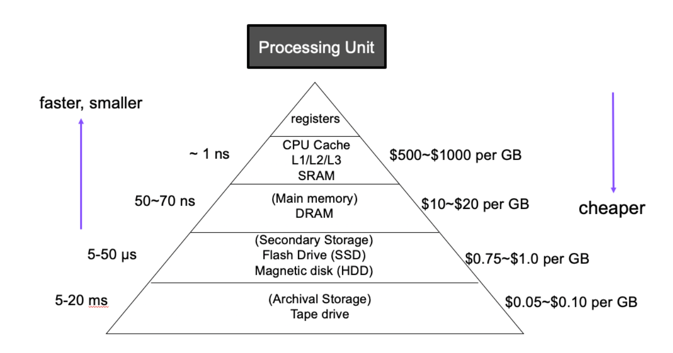 Processing Unit
faster, smaller
registers
~ 1 ns
CPU Cache
L1/L2/L3
SRAM
$500~$1000 per GB
50~70 ns
(Main memory)
DRAM
$10~$20 per GB
cheaper
5-50 µs
(Secondary Storage)
Flash Drive (SSD)
Magnetic disk (HDD)
$0.75~$1.0 per GB
5-20 ms
(Archival Storage)
Tape drive
$0.05~$0.10 per GB